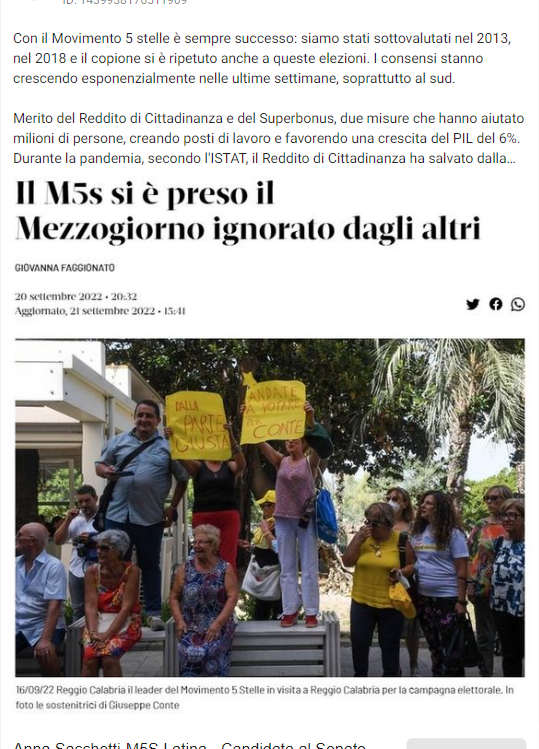 ID: 1439938176311909
Con il Movimento 5 stelle è sempre successo: siamo stati sottovalutati nel 2013,
nel 2018 e il copione si è ripetuto anche a queste elezioni. I consensi stanno
crescendo esponenzialmente nelle ultime settimane, soprattutto al sud.
Merito del Reddito di Cittadinanza e del Superbonus, due misure che hanno aiutato
milioni di persone, creando posti di lavoro e favorendo una crescita del PIL del 6%.
Durante la pandemia, secondo l'ISTAT, il Reddito di Cittadinanza ha salvato dalla...
Il M5s si è preso il
Mezzogiorno ignorato dagli altri
GIOVANNA FAGGIONATO
20 settembre 2022 • 20:32
Aggiornato, 21 settembre 2022 • 15:41
DALLA
PARTE
GIUSTA
ANDATE
A VOTARE
PER
CONTE
16/09/22 Reggio Calabria il leader del Movimento 5 Stelle in visita a Reggio Calabria per la campagna elettorale. In
foto le sostenitrici di Giuseppe Conte
Anna Sacchetti M5S Latina - Candidata al Senato